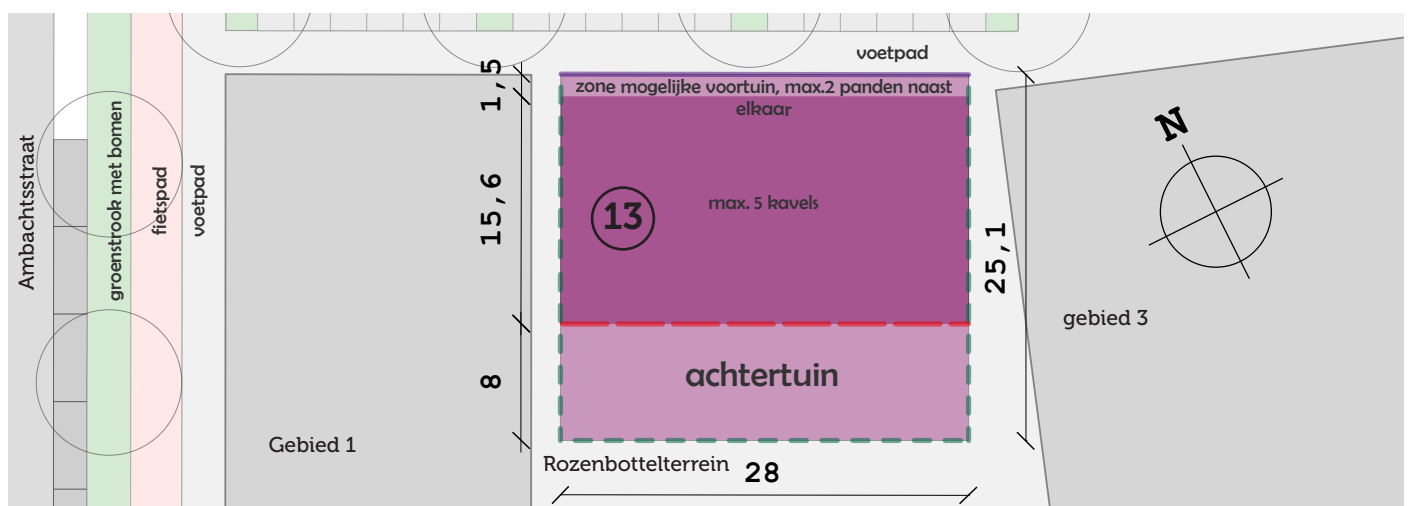 voetpad
1,5
zone mogelijke voortuin, max.2 panden naast
elkaar
N
Ambachtsstraat
groenstrook met bomen
fietspad
voetpad
15,6
13
max. 5 kavels
25,1
gebied 3
8
achtertuin
Gebied 1
Rozenbottelterrein
28